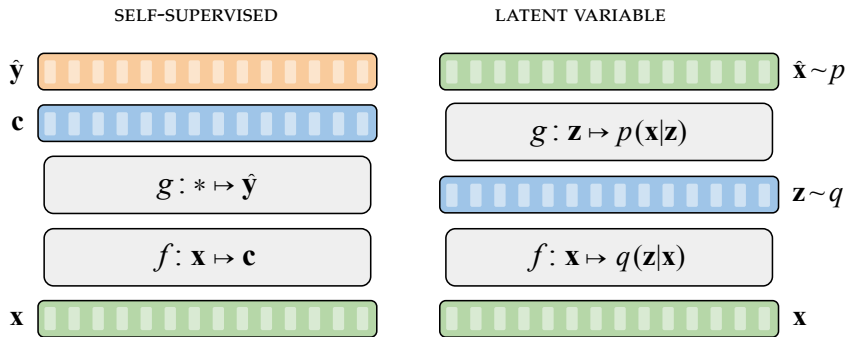 SELF-SUPERVISED
ŷ
c
g : * ↦ ŷ
f : x ↦ c
x
LATENT VARIABLE
x̂ ~ p
g : z ↦ p(x|z)
z ~ q
f : x ↦ q(z|x)
x